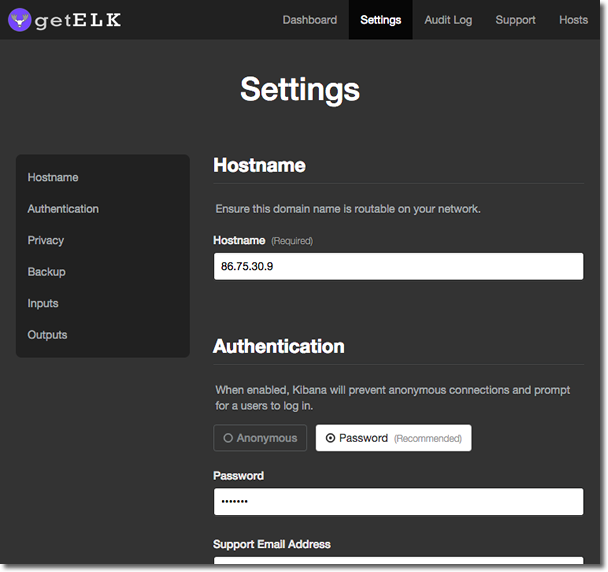 getELK
Dashboard
Settings
Audit Log
Support
Hosts
Settings
Hostname
Authentication
Privacy
Backup
Inputs
Outputs
Hostname
Ensure this domain name is routable on your network.
Hostname (Required)
86.75.30.9
Authentication
When enabled, Kibana will prevent anonymous connections and prompt
for a users to log in.
Anonymous
Password (Recommended)
Password
•••••••
Support Email Address